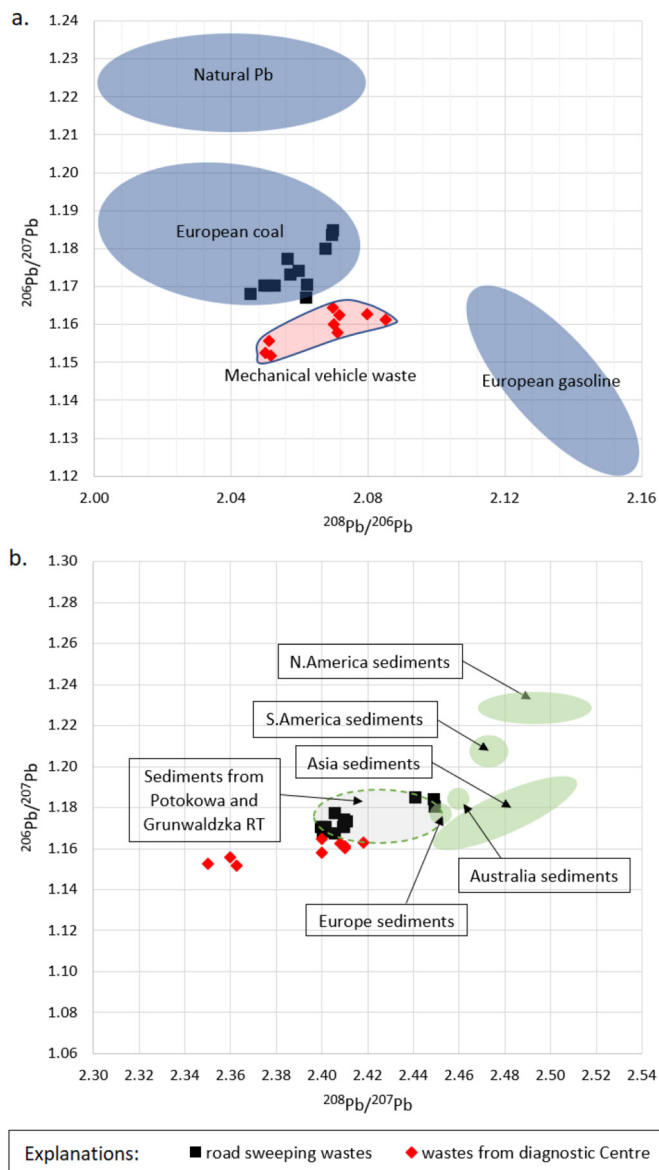 a.
1.24
1.23
1.22
1.21
1.20
1.19
1.18
1.17
1.16
1.15
1.14
1.13
1.12
206Pb/207Pb
Natural Pb
European coal
Mechanical vehicle waste
European gasoline
2.00
2.04
2.08
2.12
2.16
208Pb/206Pb
b.
1.30
1.28
1.26
1.24
1.22
1.20
1.18
1.16
1.14
1.12
1.10
1.08
1.06
206Pb/207Pb
N.America sediments
S.America sediments
Asia sediments
Sediments from
Potokowa and
Grunwaldzka RT
Australia sediments
Europe sediments
2.30
2.32
2.34
2.36
2.38
2.40
2.42
2.44
2.46
2.48
2.50
2.52
2.54
208Pb/207Pb
Explanations:
road sweeping wastes
wastes from diagnostic Centre